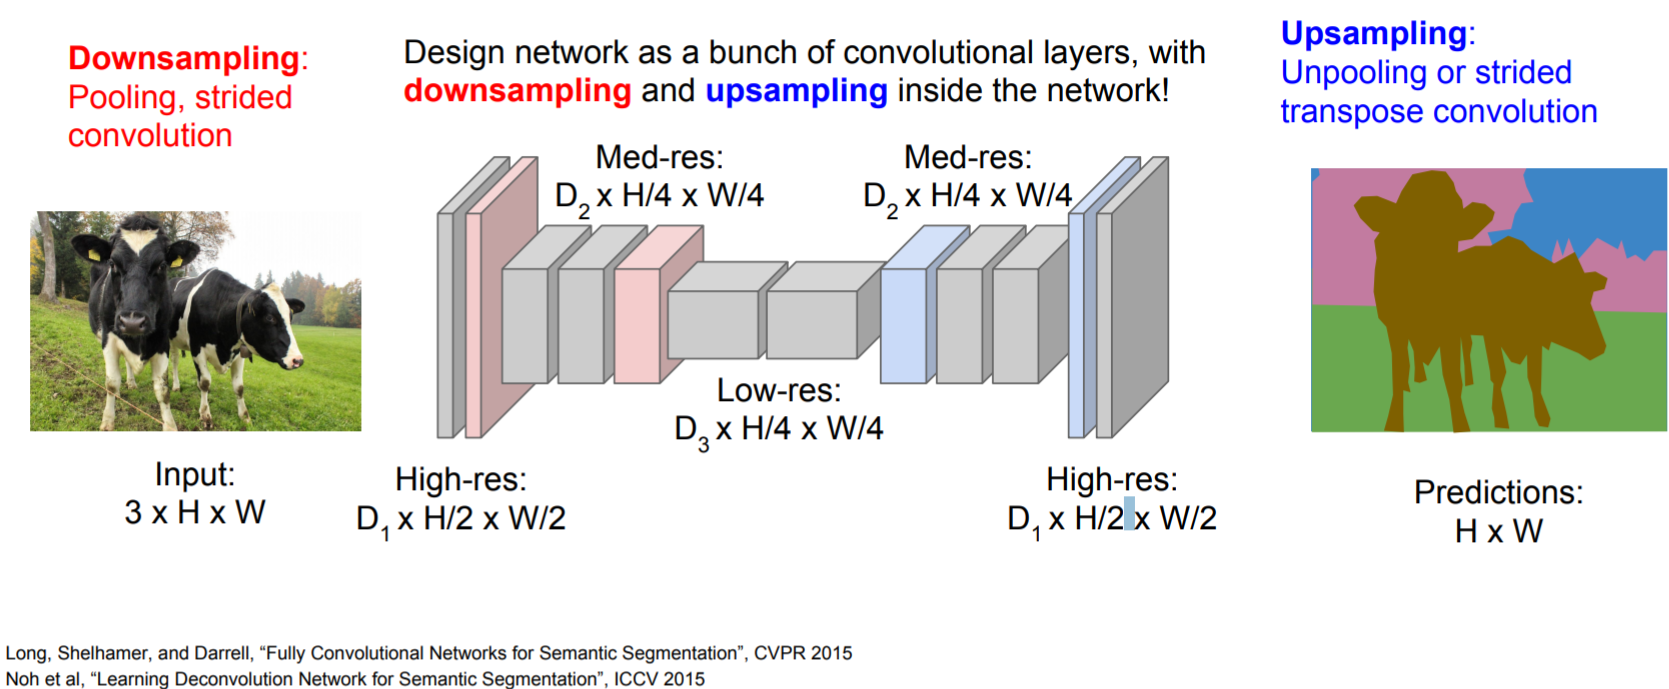 Downsampling:
Pooling, strided
convolution
Design network as a bunch of convolutional layers, with
downsampling and upsampling inside the network!
Upsampling:
Unpooling or strided
transpose convolution
Med-res:
D2 x H/4 x W/4
Med-res:
D2 x H/4 x W/4
Low-res:
D3 x H/4 x W/4
Input:
3 x H x W
High-res:
D1 x H/2 x W/2
High-res:
D1 x H/2 x W/2
Predictions:
H x W
Long, Shelhamer, and Darrell, “Fully Convolutional Networks for Semantic Segmentation”, CVPR 2015
Noh et al, “Learning Deconvolution Network for Semantic Segmentation”, ICCV 2015